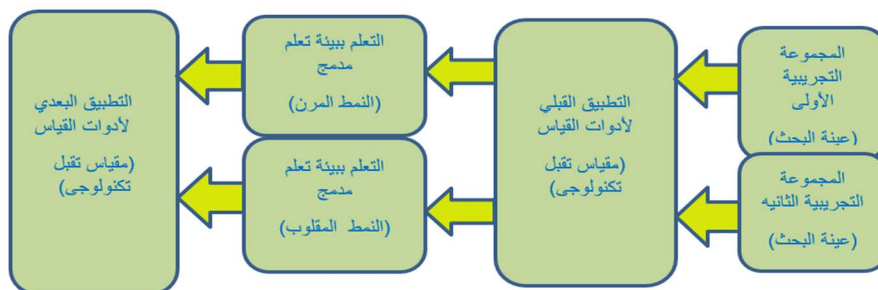 المجموعة
التجريبية
الأولى
(عينة البحث)
المجموعة
التجريبية الثانيه
(عينة البحث)
التطبيق القبلي
لأدوات القياس
(مقياس تقبل
تكنولوجى)
التعلم ببيئة تعلم
مدمج
(النمط المرن)
التعلم ببيئة تعلم
مدمج
(النمط المقلوب)
التطبيق البعدي
لأدوات القياس
(مقياس تقبل
تكنولوجى)